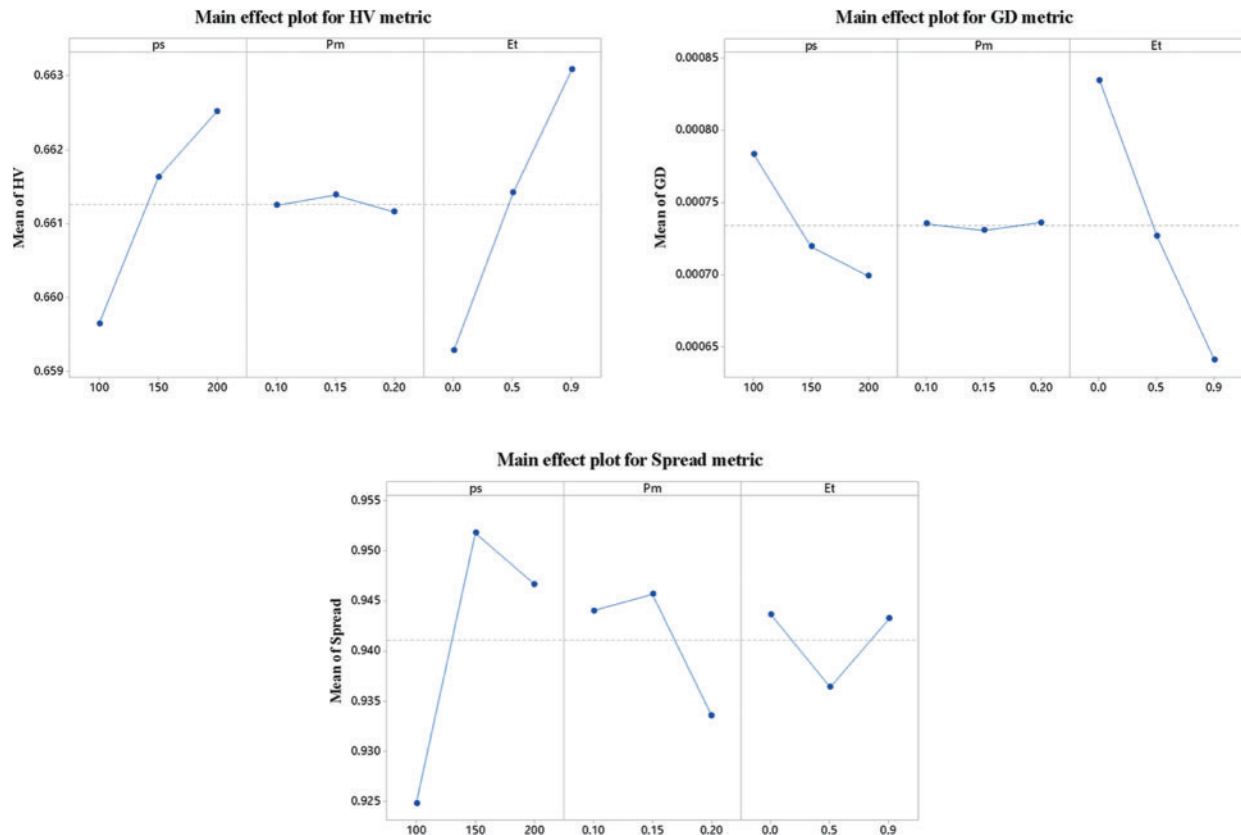 Main effect plot for HV metric
ps Pm Et
Mean of HV
0.663
0.662
0.661
0.660
0.659
100 150 200 0.10 0.15 0.20 0.0 0.5 0.9
Main effect plot for GD metric
ps Pm Et
Mean of GD
0.00085
0.00080
0.00075
0.00070
0.00065
100 150 200 0.10 0.15 0.20 0.0 0.5 0.9
Main effect plot for Spread metric
ps Pm Et
Mean of Spread
0.955
0.950
0.945
0.940
0.935
0.930
0.925
100 150 200 0.10 0.15 0.20 0.0 0.5 0.9